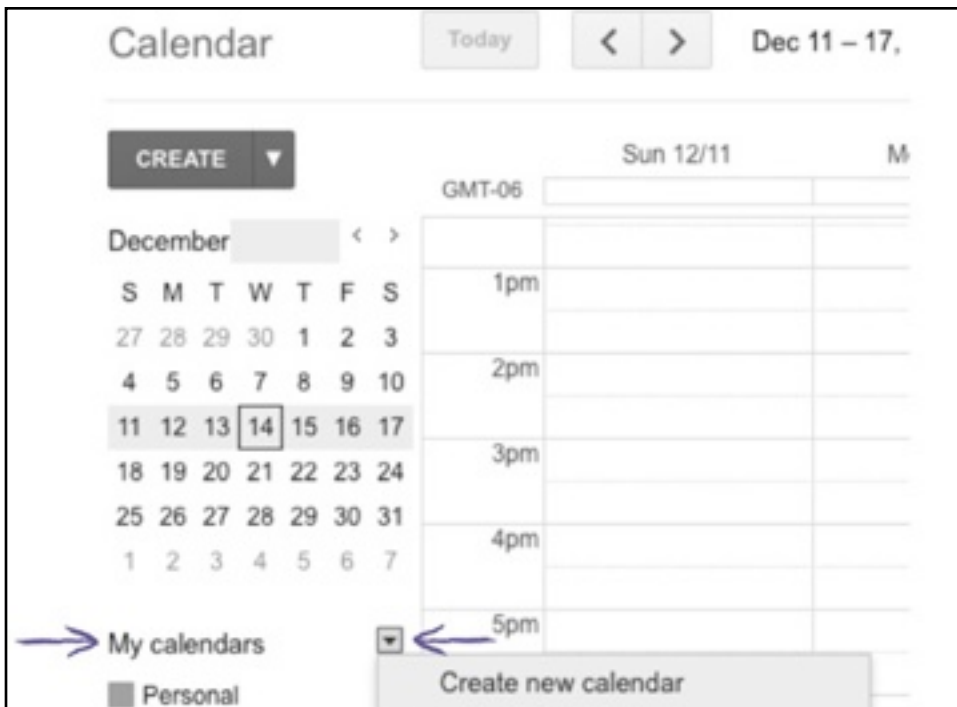 Calendar Today < > Dec 11 – 17,
CREATE
Sun 12/11
GMT-06
December < >
S M T W T F S
27 28 29 30 1 2 3
4 5 6 7 8 9 10
11 12 13 14 15 16 17
18 19 20 21 22 23 24
25 26 27 28 29 30 31
1 2 3 4 5 6 7
1pm
2pm
3pm
4pm
5pm
My calendars
Create new calendar
Personal